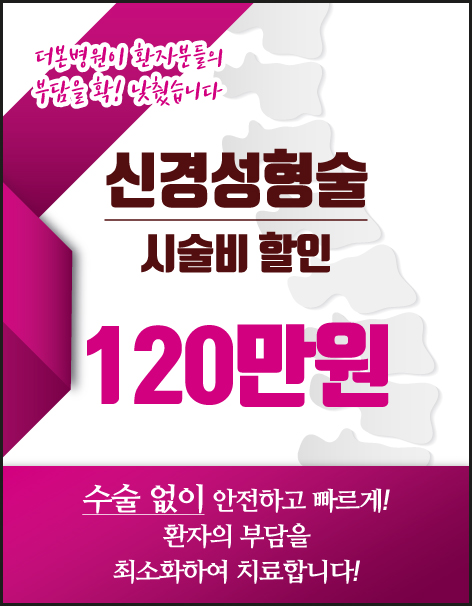 더본병원이 환자분들의
부담을 확! 낮췄습니다
신경성형술
시술비 할인
120만원
수술 없이 안전하고 빠르게!
환자의 부담을
최소화하여 치료합니다!